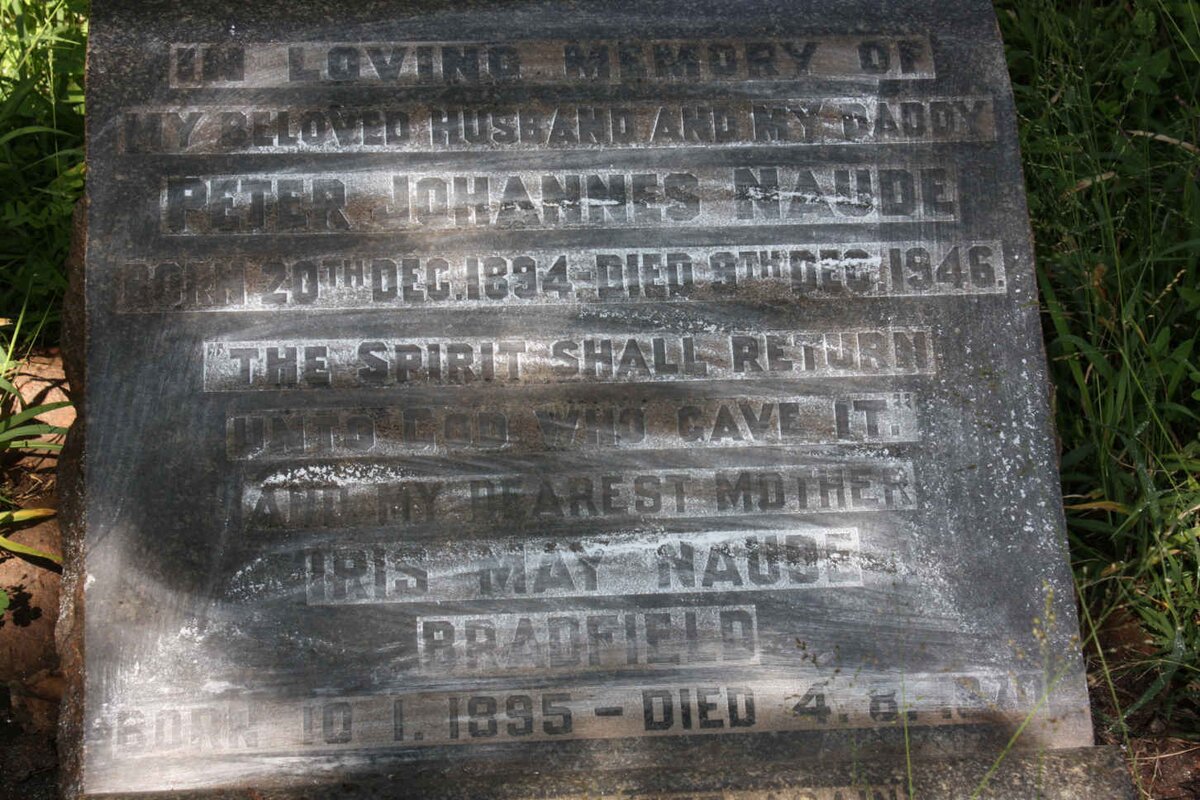 IN LOVING MEMORY OF
MY BELOVED HUSBAND AND MY DADDY
PETER JOHANNES NAUDE
BORN 20TH DEC. 1894 - DIED 9TH DEC. 1946.
"THE SPIRIT SHALL RETURN
UNTO GOD WHO GAVE IT."
AND MY DEAREST MOTHER
IRIS MAY NAUDE
BRADFIELD
BORN 10 1. 1895 - DIED 4. 8.